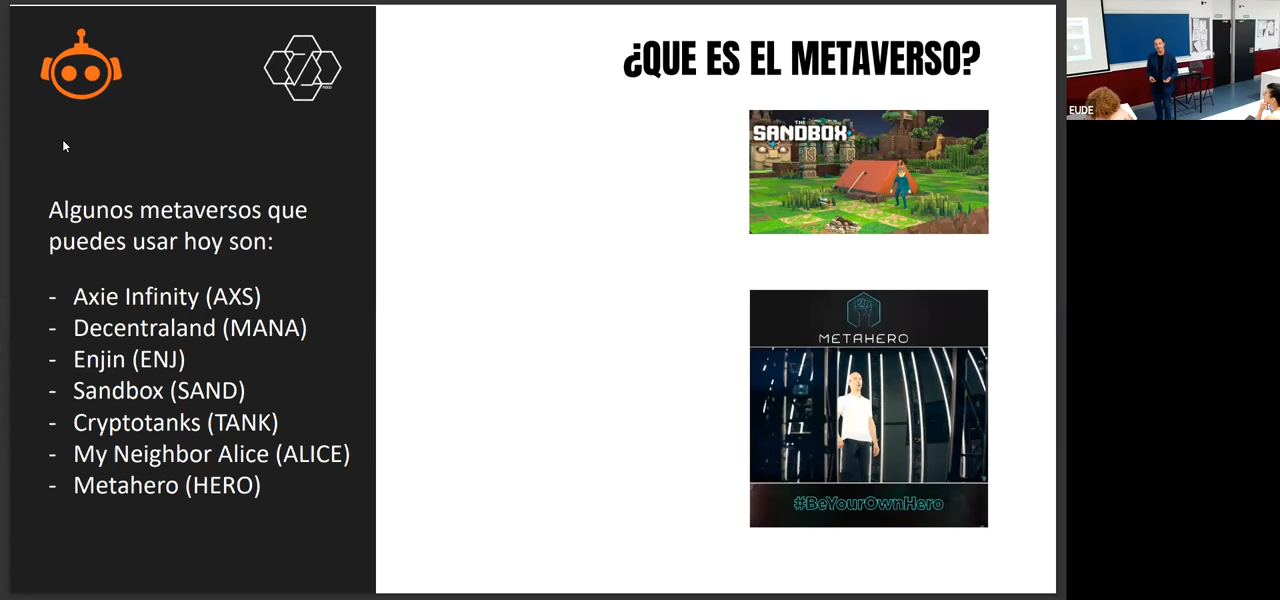 ¿QUE ES EL METAVERSO?
Algunos metaversos que
puedes usar hoy son:
- Axie Infinity (AXS)
- Decentraland (MANA)
- Enjin (ENJ)
- Sandbox (SAND)
- Cryptotanks (TANK)
- My Neighbor Alice (ALICE)
- Metahero (HERO)
THE
SANDBOX
METAHERO
#BeYourOwnHero
EUDE